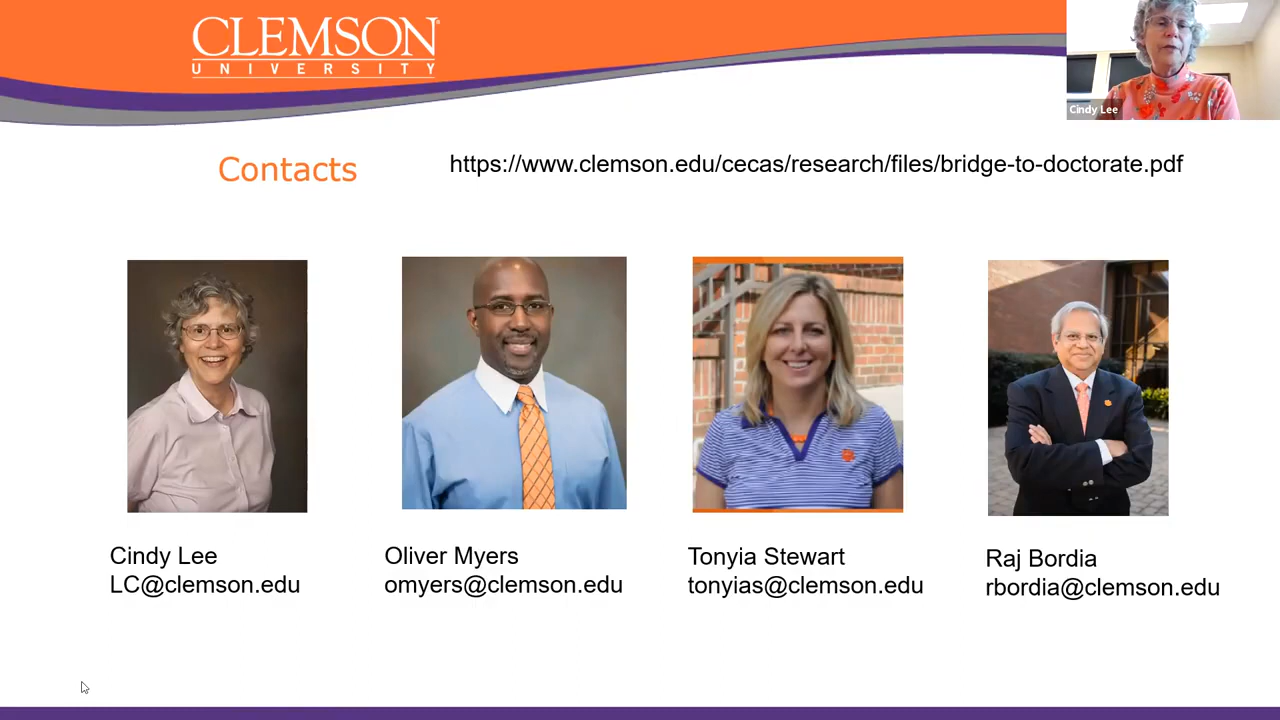 CLEMSON
UNIVERSITY
Cindy Lee
Contacts
https://www.clemson.edu/cecas/research/files/bridge-to-doctorate.pdf
Cindy Lee
LC@clemson.edu
Oliver Myers
omyers@clemson.edu
Tonyia Stewart
tonyias@clemson.edu
Raj Bordia
rbordia@clemson.edu